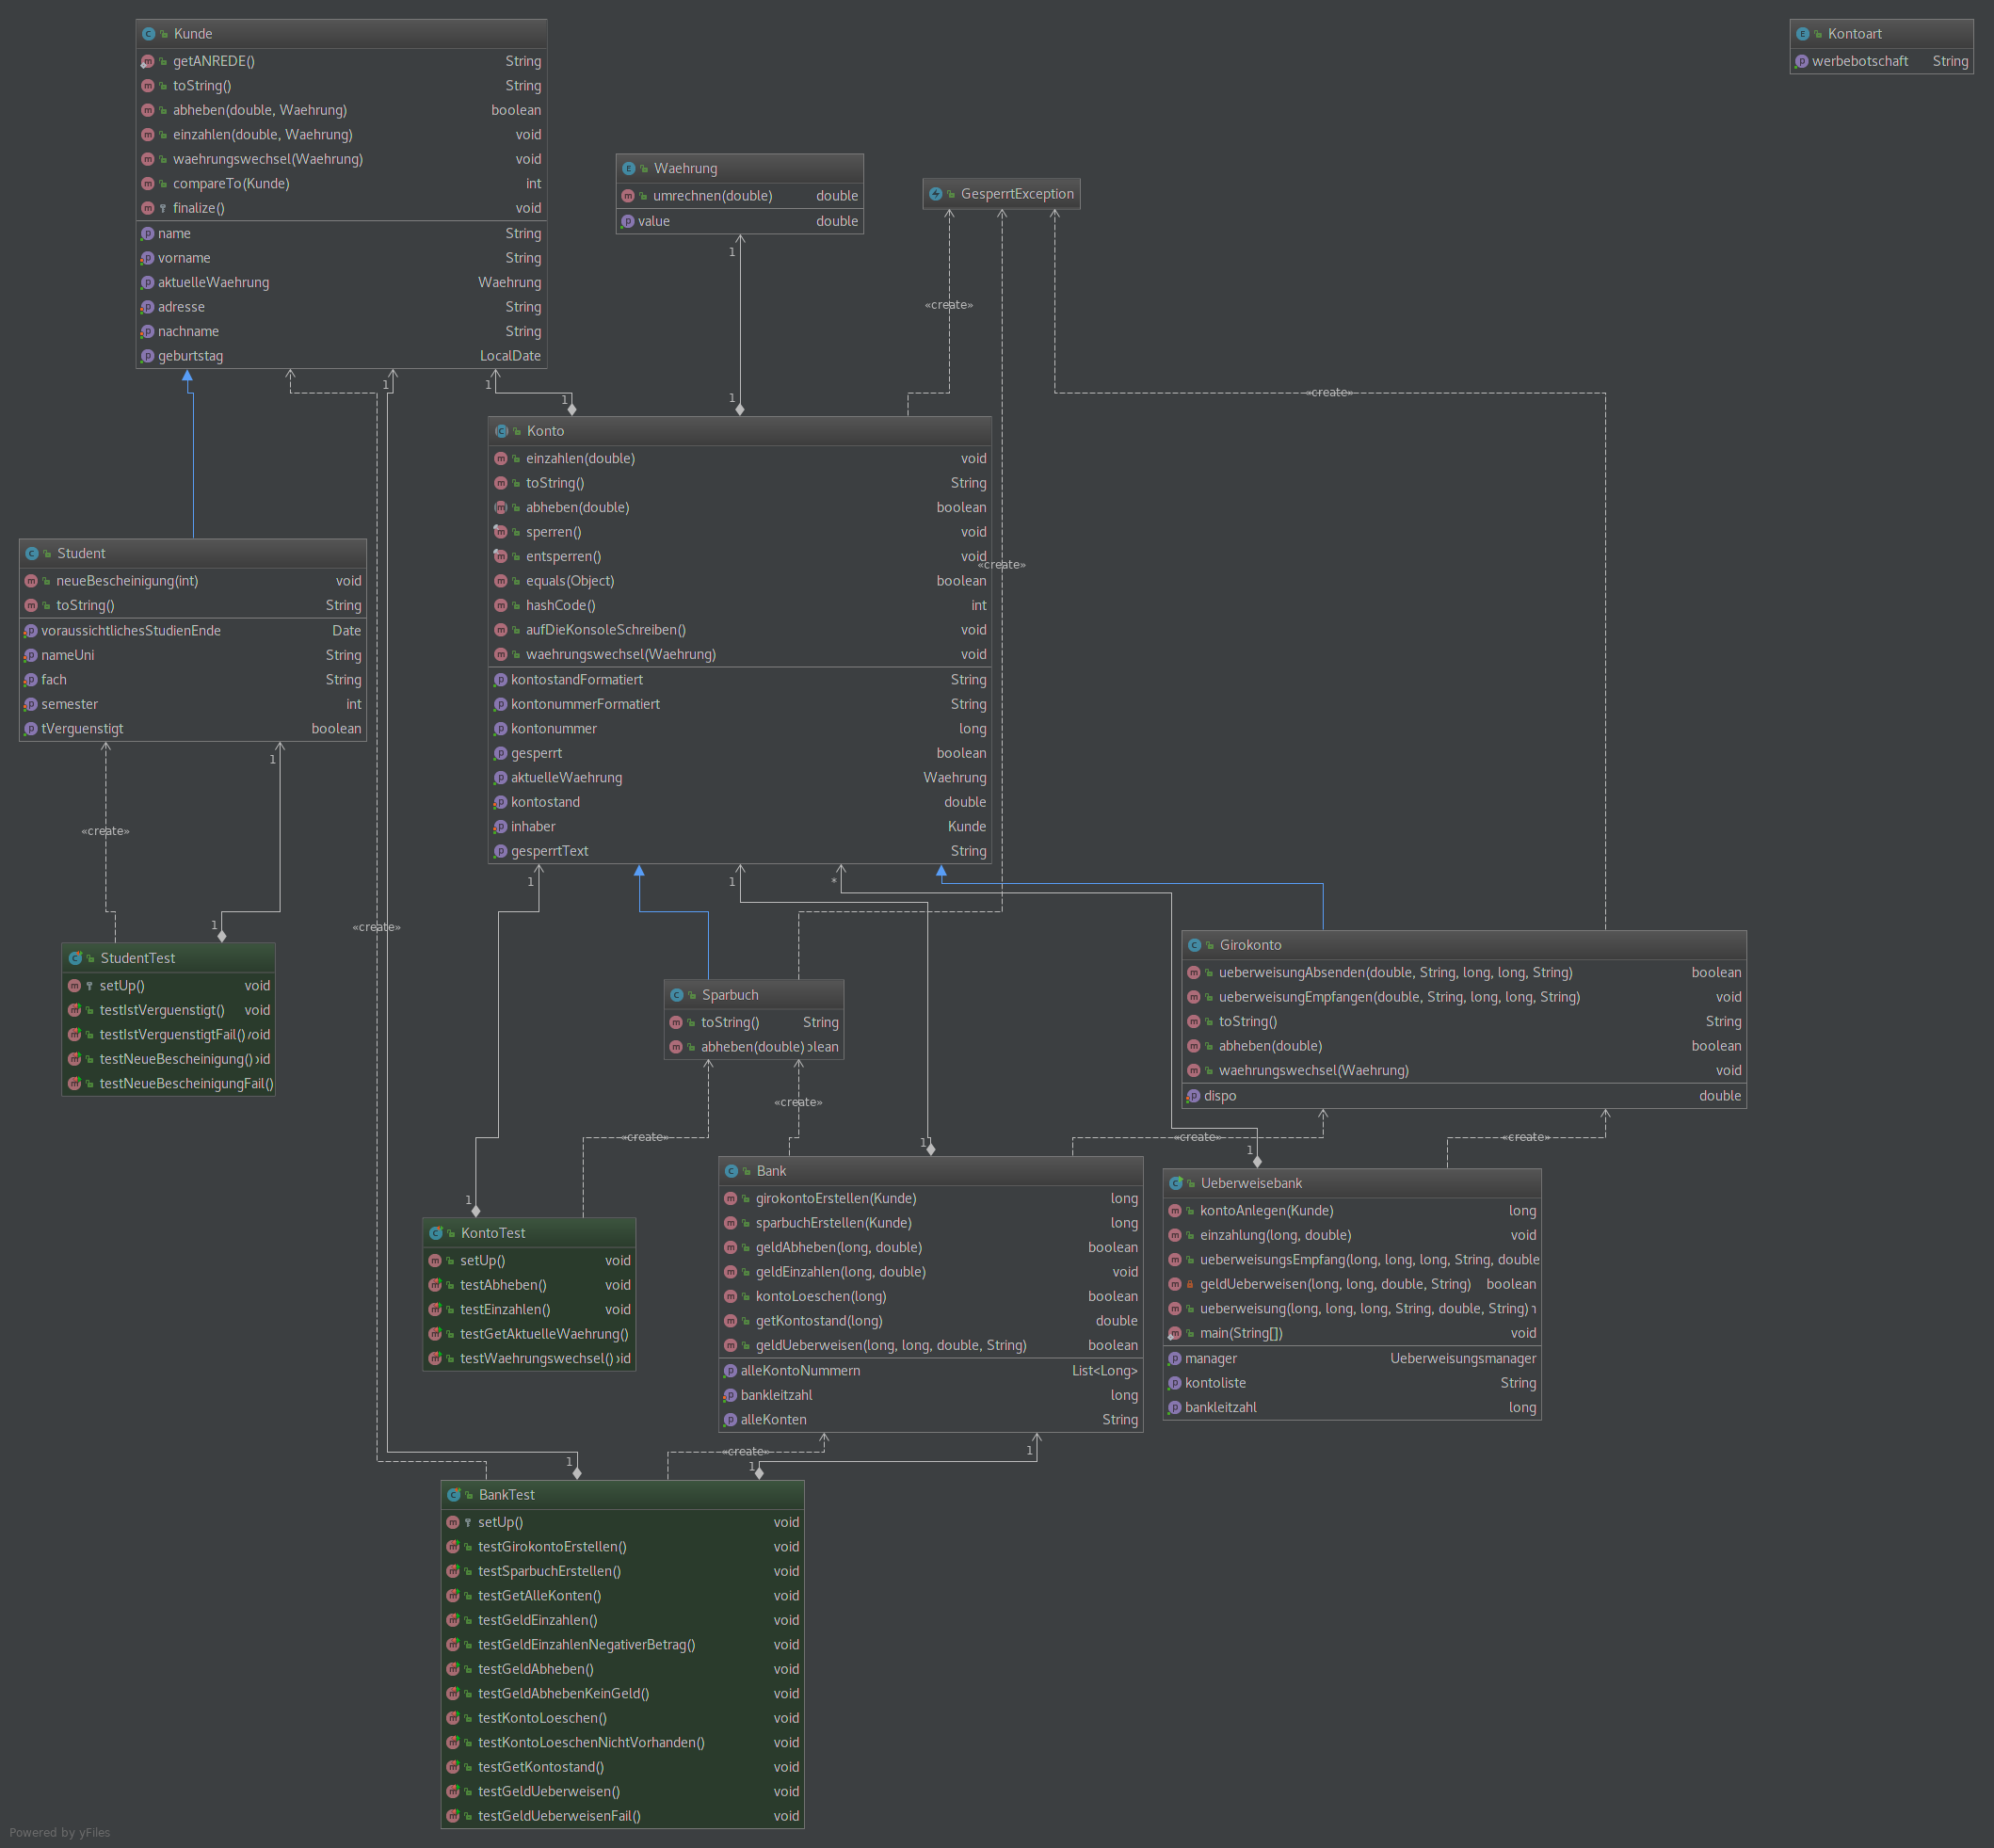 Kunde
getANREDE() String
toString() String
abheben(double, Waehrung) boolean
einzahlen(double, Waehrung) void
waehrungswechsel(Waehrung) void
compareTo(Kunde) int
finalize() void
name String
vorname String
aktuelleWaehrung Waehrung
adresse String
nachname String
geburtstag LocalDate
Kontoart
werbebotschaft String
Waehrung
umrechnen(double) double
value double
GesperrtException
1
«create»
«create»
1
1
1
1
Konto
einzahlen(double) void
toString() String
abheben(double) boolean
sperren() void
entsperren() void
«create»
equals(Object) boolean
hashCode() int
aufDieKonsoleSchreiben() void
waehrungswechsel(Waehrung) void
kontostandFormatiert String
kontonummerFormatiert String
kontonummer long
gesperrt boolean
aktuelleWaehrung Waehrung
kontostand double
inhaber Kunde
gesperrtText String
Student
neueBescheinigung(int) void
toString() String
voraussichtlichesStudienEnde Date
nameUni String
fach String
semester int
tVerguenstigt boolean
1
«create»
1
1
1
*
«create»
StudentTest
setUp() void
testIstVerguenstigt() void
testIstVerguenstigtFail() void
testNeueBescheinigung() oid
testNeueBescheinigungFail()
Sparbuch
toString() String
abheben(double) olean
Girokonto
ueberweisungAbsenden(double, String, long, long, String) boolean
ueberweisungEmpfangen(double, String, long, long, String) void
toString() String
abheben(double) boolean
waehrungswechsel(Waehrung) void
dispo double
«create»
«create»
1
«create»
«create»
1
1
KontoTest
setUp() void
testAbheben() void
testEinzahlen() void
testGetAktuelleWaehrung()
testWaehrungswechsel() oid
Bank
girokontoErstellen(Kunde) long
sparbuchErstellen(Kunde) long
geldAbheben(long, double) boolean
geldEinzahlen(long, double) void
kontoLoeschen(long) boolean
getKontostand(long) double
geldUeberweisen(long, long, double, String) boolean
alleKontoNummern List<Long>
bankleitzahl long
alleKonten String
Ueberweisebank
kontoAnlegen(Kunde) long
einzahlung(long, double) void
ueberweisungsEmpfang(long, long, long, String, double
geldUeberweisen(long, long, double, String) boolean
ueberweisung(long, long, long, String, double, String)
main(String[]) void
manager Ueberweisungsmanager
kontoliste String
bankleitzahl long
1
«create»
1
1
BankTest
setUp() void
testGirokontoErstellen() void
testSparbuchErstellen() void
testGetAlleKonten() void
testGeldEinzahlen() void
testGeldEinzahlenNegativerBetrag() void
testGeldAbheben() void
testGeldAbhebenKeinGeld() void
testKontoLoeschen() void
testKontoLoeschenNichtVorhanden() void
testGetKontostand() void
testGeldUeberweisen() void
testGeldUeberweisenFail() void
Powered by yFiles